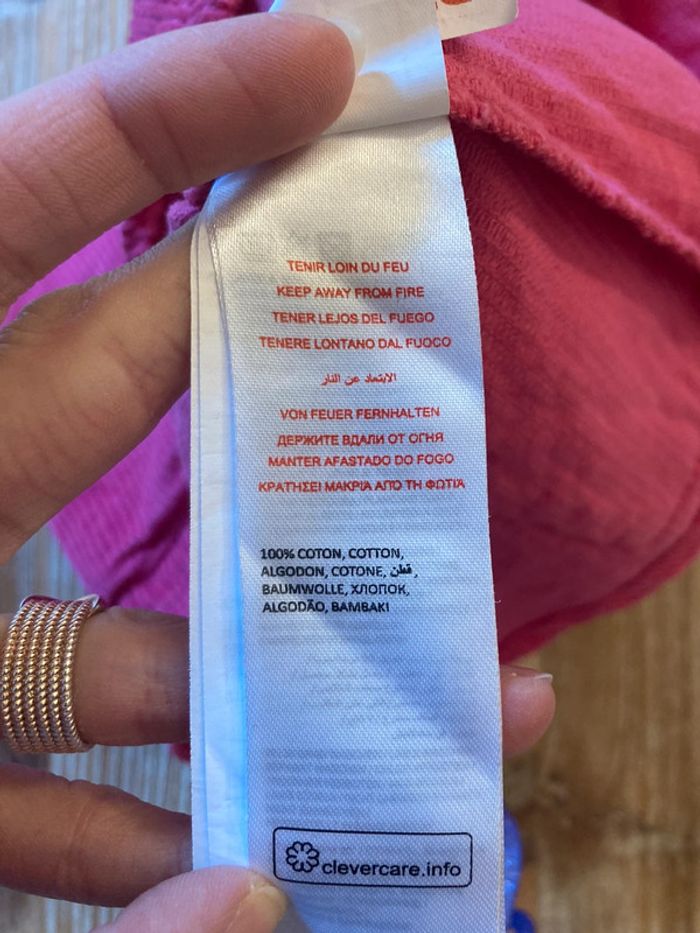 TENIR LOIN DU FEU
KEEP AWAY FROM FIRE
TENER LEJOS DEL FUEGO
TENERE LONTANO DAL FUOCO
الابتعاد عن النار
VON FEUER FERNHALTEN
ДЕРЖИТЕ ВДАЛИ ОТ ОГНЯ
MANTER AFASTADO DO FOGO
ΚΡΑΤΗΣΕΙ ΜΑΚΡΙΑ ΑΠΟ ΤΗ ΦΩΤΙΑ
100% COTON, COTTON,
ALGODON, COTONE, قطن,
BAUMWOLLE, ХЛОПОК,
ALGODÃO, BAMBAKI
clevercare.info